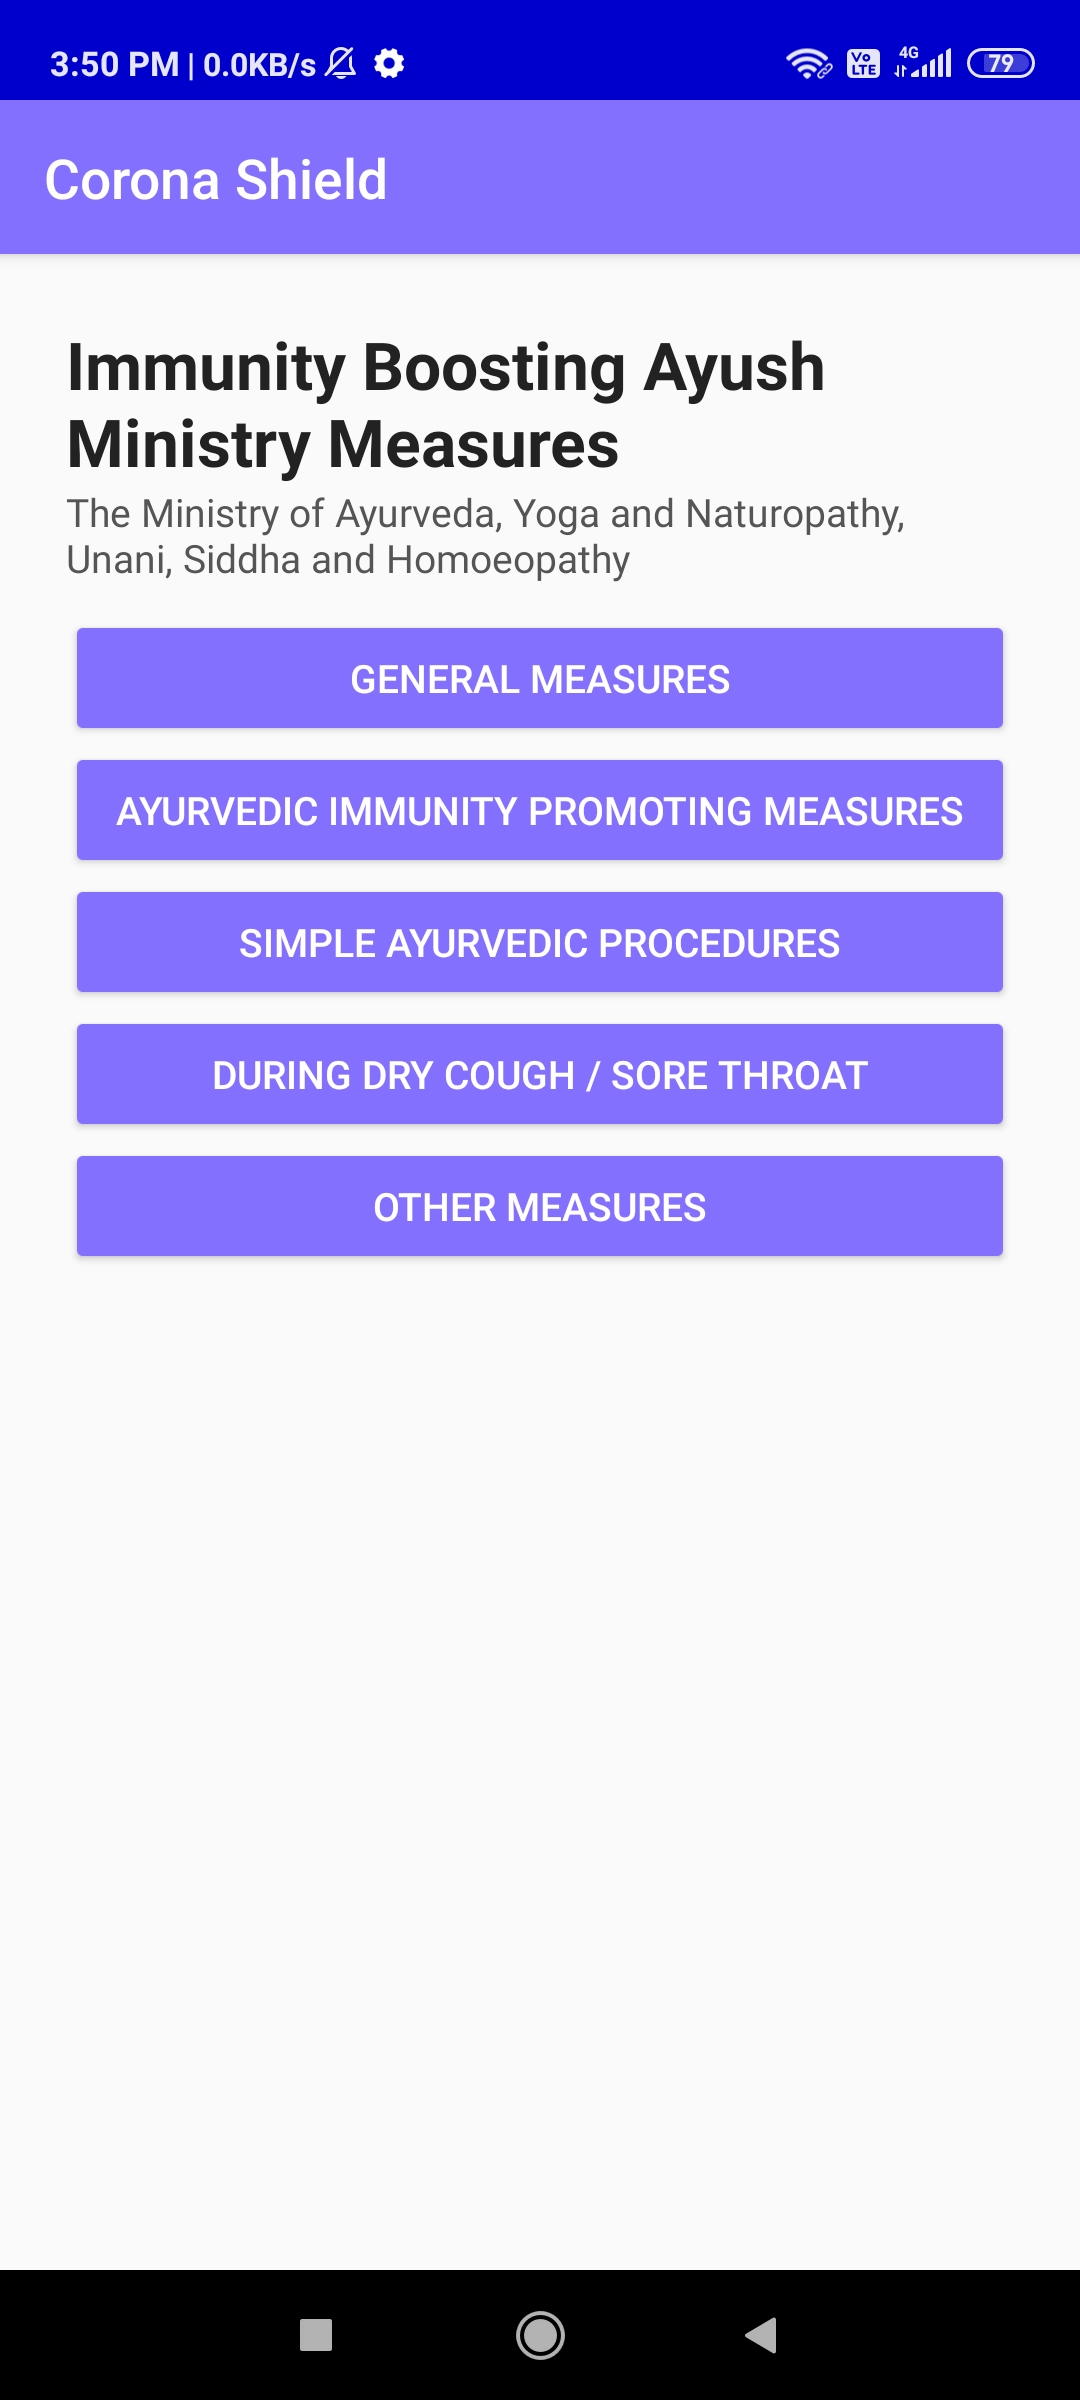 3:50 PM | 0.0KB/s
Vo LTE
4G
79
Corona Shield
Immunity Boosting Ayush
Ministry Measures
The Ministry of Ayurveda, Yoga and Naturopathy,
Unani, Siddha and Homoeopathy
GENERAL MEASURES
AYURVEDIC IMMUNITY PROMOTING MEASURES
SIMPLE AYURVEDIC PROCEDURES
DURING DRY COUGH / SORE THROAT
OTHER MEASURES